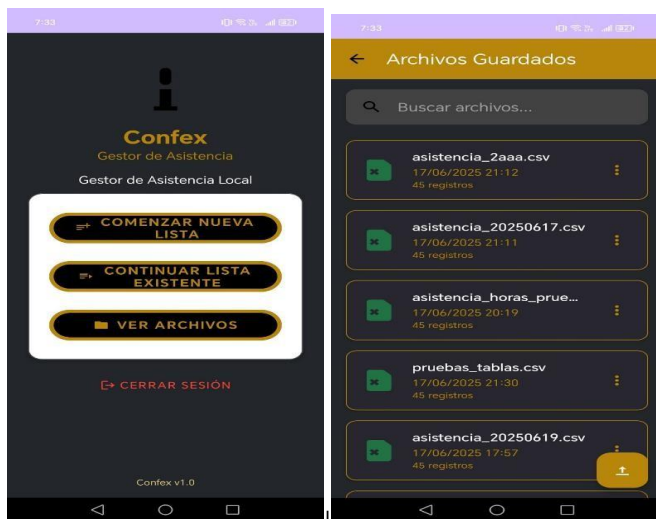 7:33
Confex
Gestor de Asistencia
Gestor de Asistencia Local
COMENZAR NUEVA
LISTA
CONTINUAR LISTA
EXISTENTE
VER ARCHIVOS
CERRAR SESIÓN
Confex v1.0
7:33
Archivos Guardados
Buscar archivos...
asistencia_2aaa.csv
17/06/2025 21:12
45 registros
asistencia_20250617.csv
17/06/2025 21:11
45 registros
asistencia_horas_prue...
17/06/2025 20:19
45 registros
pruebas_tablas.csv
17/06/2025 21:30
45 registros
asistencia_20250619.csv
17/06/2025 17:57
45 registros